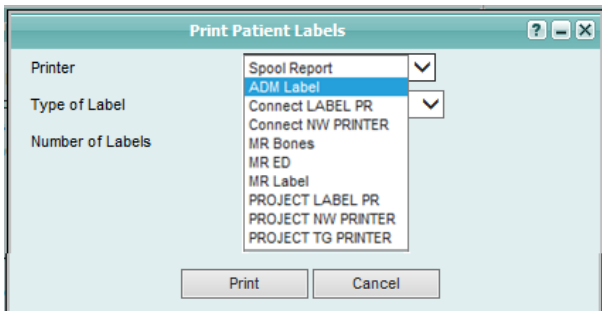 Print Patient Labels
Printer
Spool Report
ADM Label
Type of Label
Connect LABEL PR
Connect NW PRINTER
Number of Labels
MR Bones
MR ED
MR Label
PROJECT LABEL PR
PROJECT NW PRINTER
PROJECT TG PRINTER
Print
Cancel